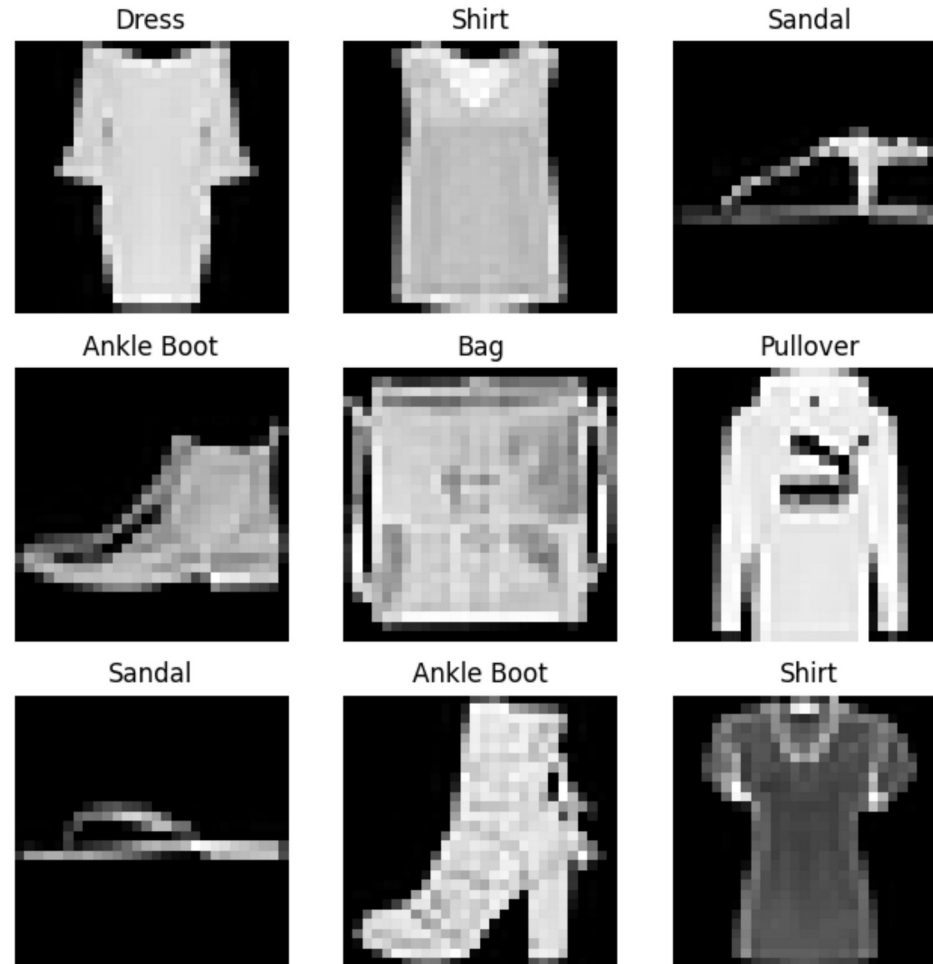 Dress
Shirt
Sandal
Ankle Boot
Bag
Pullover
Sandal
Ankle Boot
Shirt